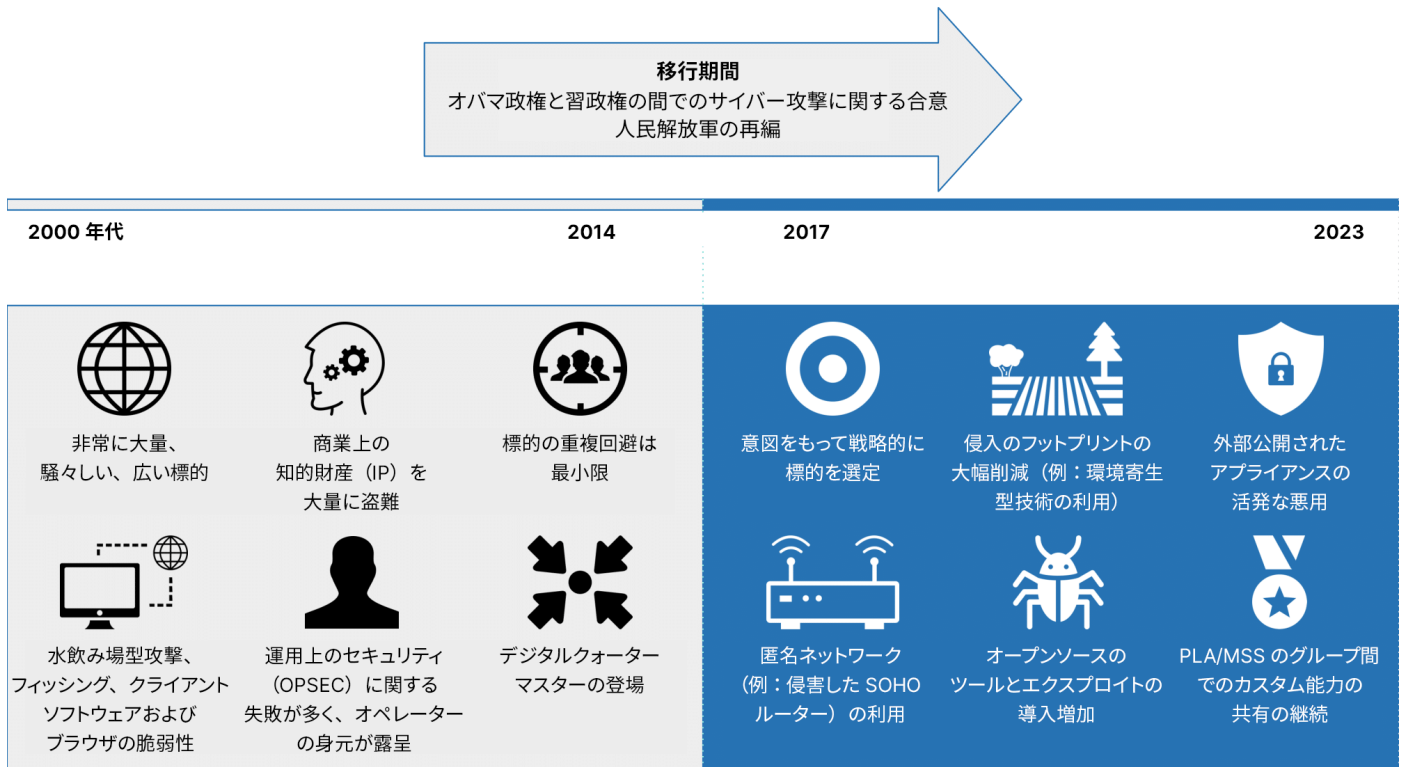 移行期間
オバマ政権と習政権の間でのサイバー攻撃に関する合意
人民解放軍の再編
2000 年代
2014
2017
2023
非常に大量、
騒々しい、広い標的
商業上の
知的財産（IP）を
大量に盗難
標的の重複回避は
最小限
意図をもって戦略的に
標的を選定
侵入のフットプリントの
大幅削減（例：環境寄生
型技術の利用）
外部公開された
アプライアンスの
活発な悪用
水飲み場型攻撃、
フィッシング、クライアント
ソフトウェアおよび
ブラウザの脆弱性
運用上のセキュリティ
（OPSEC）に関する
失敗が多く、オペレーター
の身元が露呈
デジタルクォーター
マスターの登場
匿名ネットワーク
（例：侵害した SOHO
ルーター）の利用
オープンソースの
ツールとエクスプロイトの
導入増加
PLA/MSS のグループ間
でのカスタム能力の
共有の継続